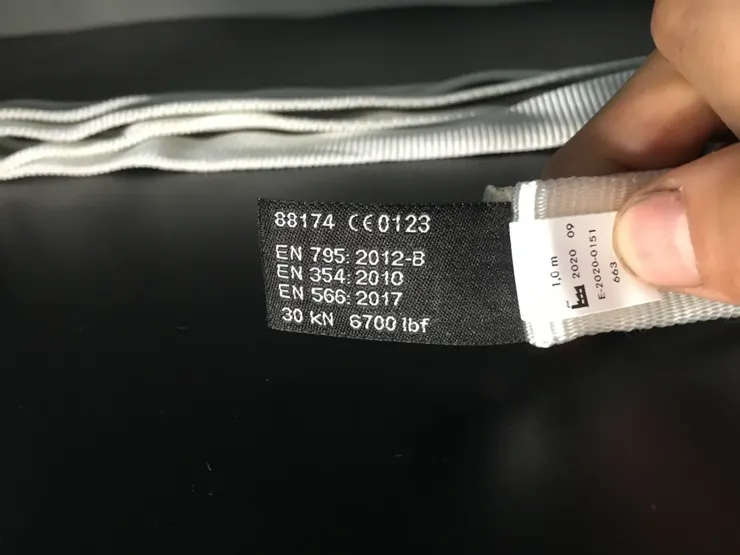 88174 CE0123
EN 795: 2012-B
EN 354: 2010
EN 566: 2017
30 KN 6700 lbf
1,0 m
2020 09
E-2020-0151
663